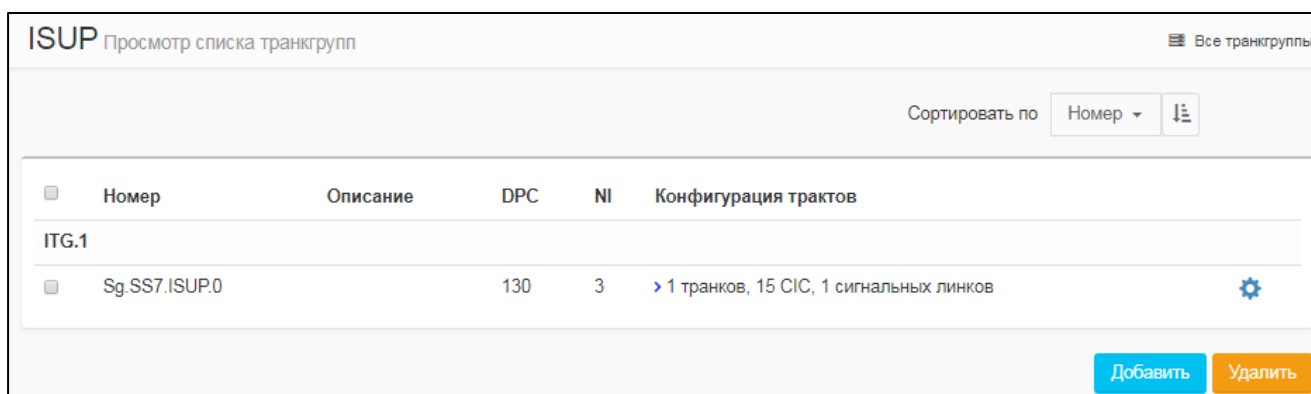 ISUP Просмотр списка транкгрупп Все транкгруппы
Сортировать по Номер
Номер Описание DPC NI Конфигурация трактов
ITG.1
Sg.SS7.ISUP.0 130 3 1 транков, 15 CIC, 1 сигнальных линков
Добавить Удалить